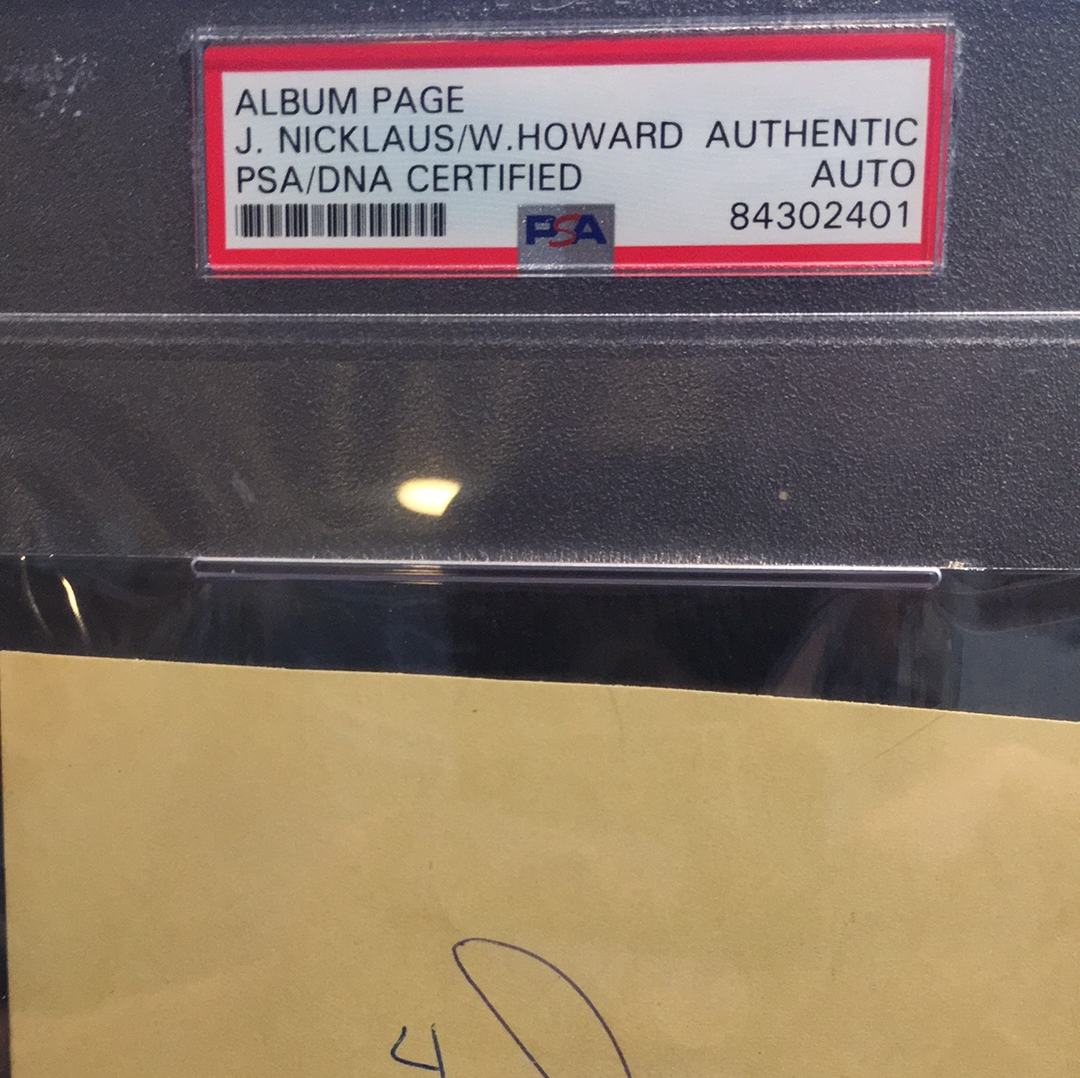 ALBUM PAGE
J. NICKLAUS/W.HOWARD AUTHENTIC
PSA/DNA CERTIFIED AUTO
PSA 84302401